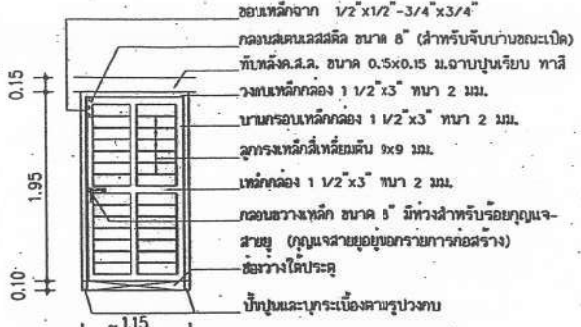 ขอบเหล็กฉาก 1/2"x1/2"-3/4"x3/4"
กลอนสเตนเลสสตีล ขนาด 8" (สำหรับจับบานขณะเปิด)
ทับหลังค.ส.ล. ขนาด 0.15x0.15 ม.ฉาบปูนเรียบ ทาสี
วงกบเหล็กกล่อง 1 1/2"x3" หนา 2 มม.
บานกรอบเหล็กกล่อง 1 1/2"x3" หนา 2 มม.
ลูกกรงเหล็กสี่เหลี่ยมตัน 9x9 มม.
เหล็กกล่อง 1 1/2"x3" หนา 2 มม.
กลอนขวางเหล็ก ขนาด 8" มีห่วงสำหรับร้อยกุญแจ-
สายยู (กุญแจสายยูอยู่นอกรายการก่อสร้าง)
ช่องว่างใต้ประตู
ปั้นปูนและบุกระเบื้องตามรูปวงกบ
0.15
1.95
0.10
1.15